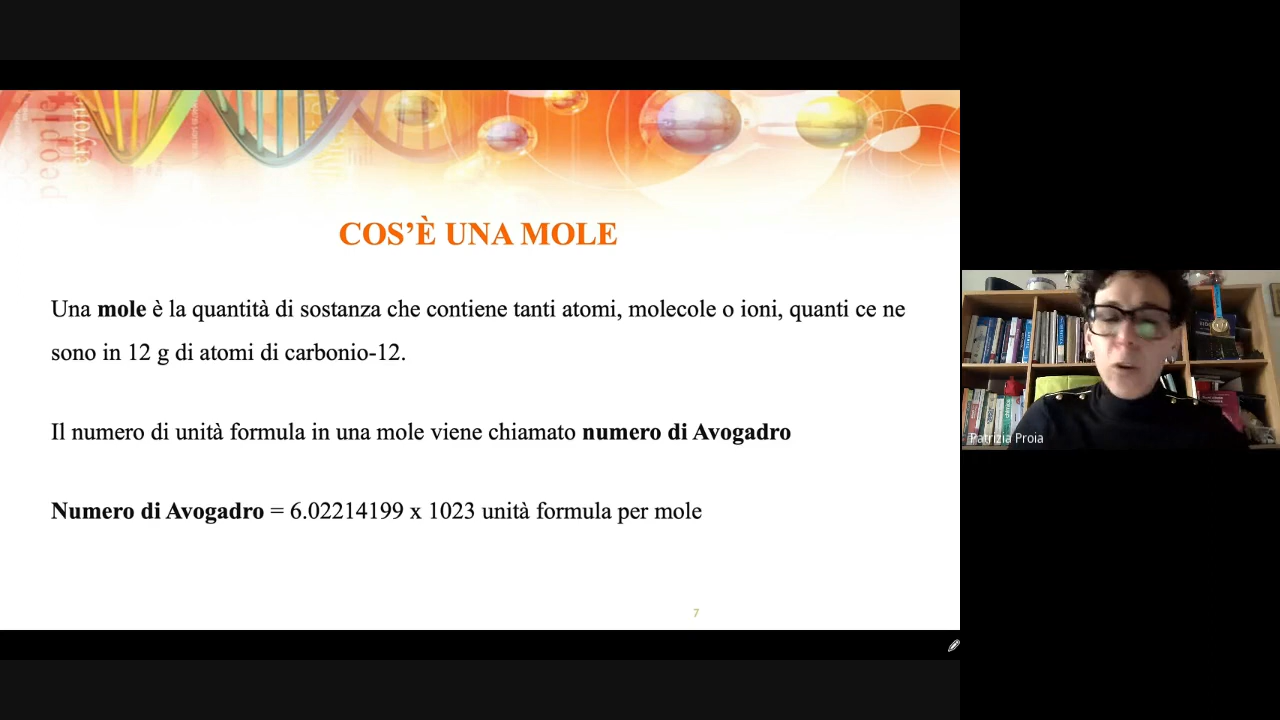 people
eryon
COS’È UNA MOLE
Una mole è la quantità di sostanza che contiene tanti atomi, molecole o ioni, quanti ce ne
sono in 12 g di atomi di carbonio-12.
Il numero di unità formula in una mole viene chiamato numero di Avogadro
Numero di Avogadro = 6.02214199 x 1023 unità formula per mole
7
Patrizia Proia